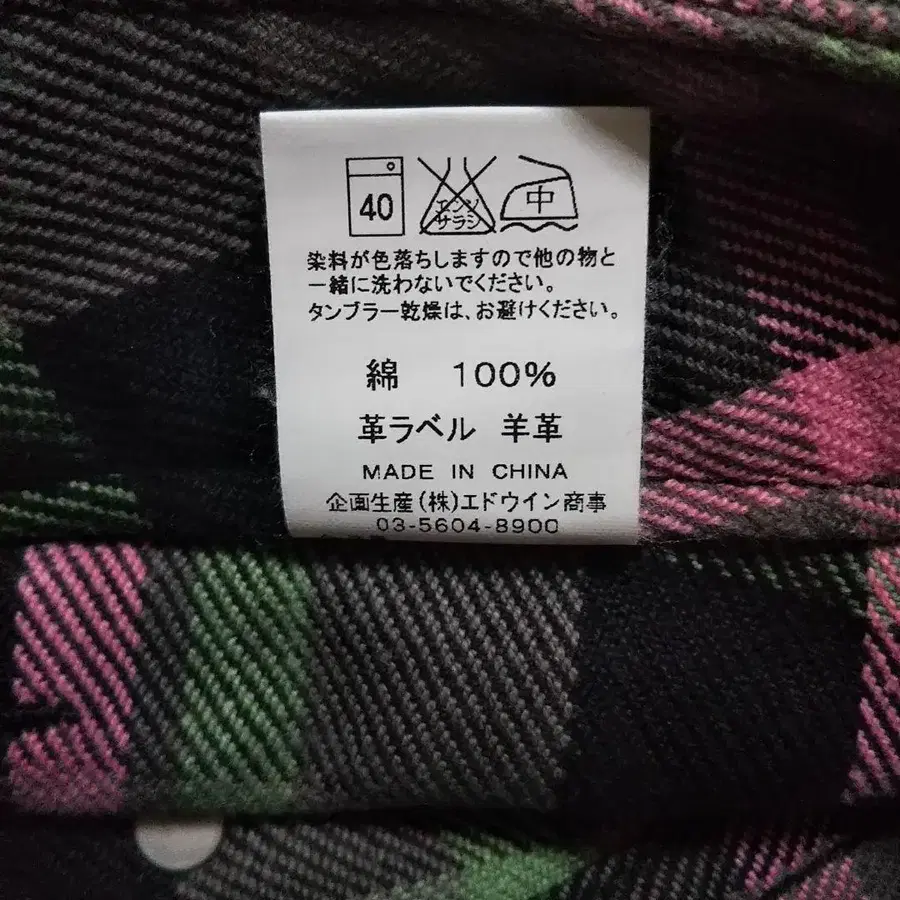 40 エンソ サラシ 中
染料が色落ちしますので他の物と
一緒に洗わないでください。
タンブラー乾燥は、お避けください。
綿 100%
革ラベル 羊革
MADE IN CHINA
企画生産(株)エドウイン商事
03-5604-8900